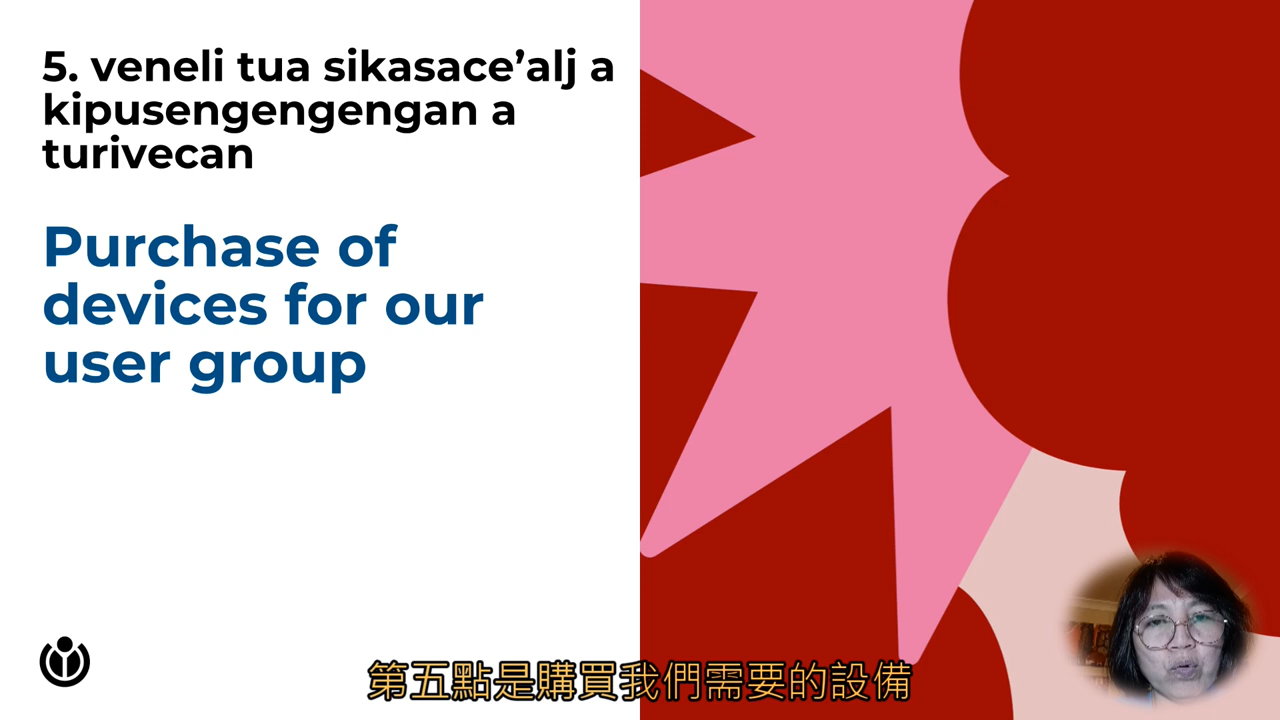 5. veneli tua sikasace’alj a
kipusengengengan a
turivecan
Purchase of
devices for our
user group
第五點是購買我們需要的設備